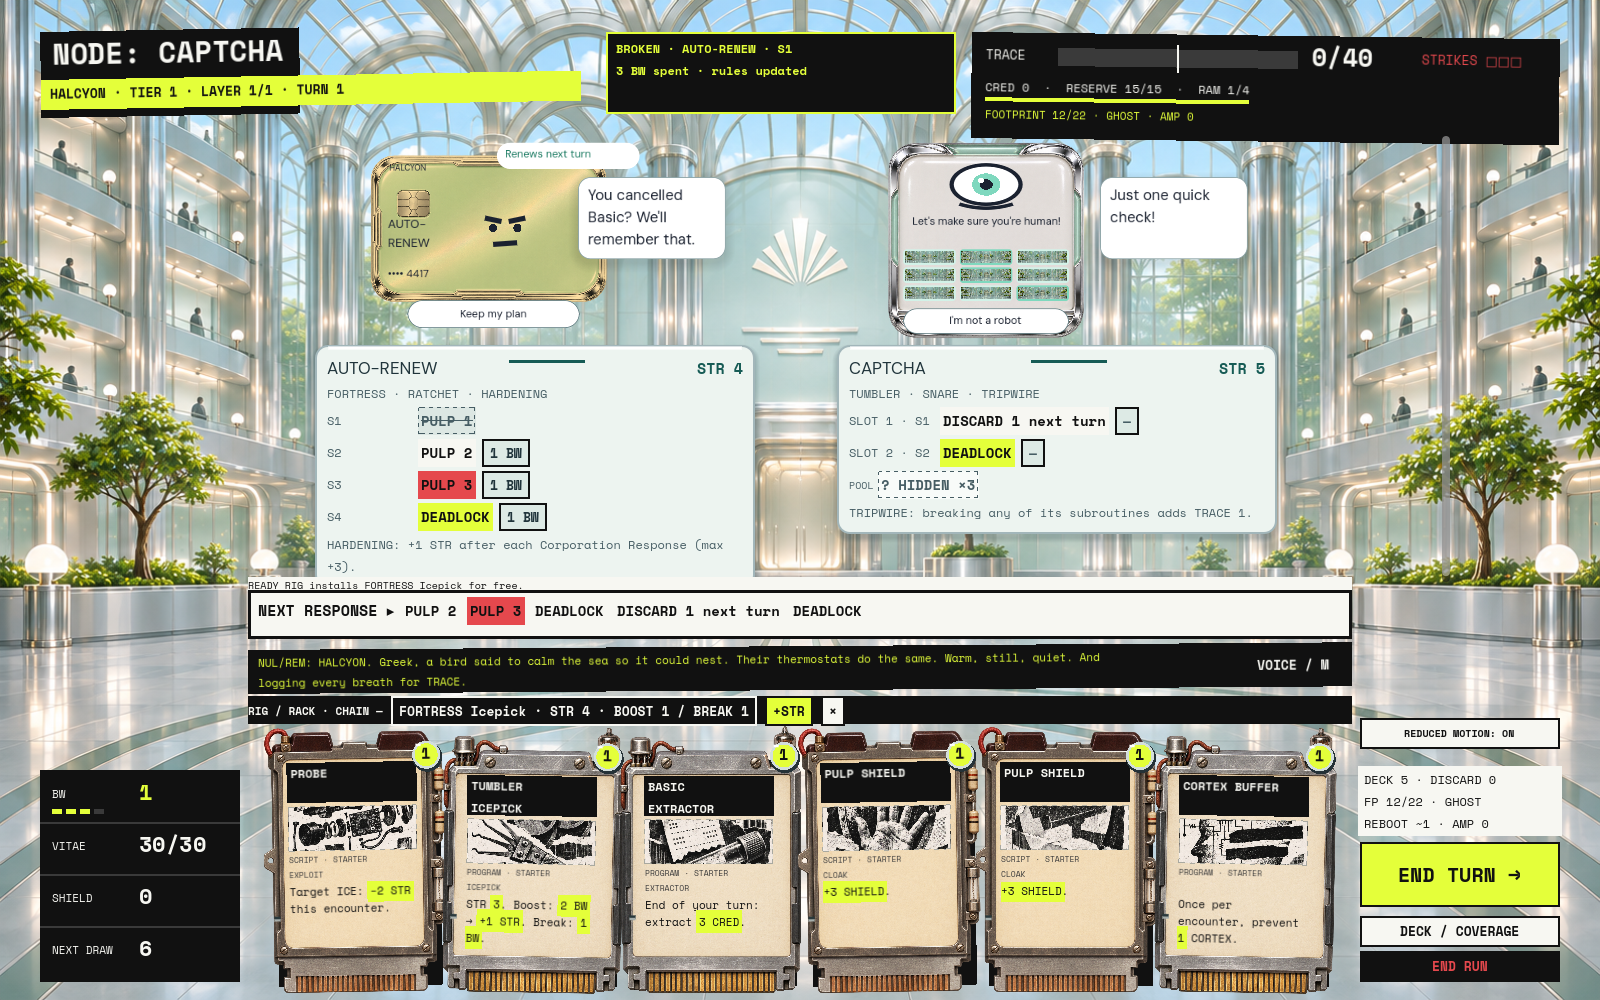 NODE: CAPTCHA
HALCYON · TIER 1 · LAYER 1/1 · TURN 1
BROKEN · AUTO-RENEW · S1
3 BW spent · rules updated
TRACE 0/40 STRIKES □□□
CRED 0 · RESERVE 15/15 · RAM 1/4
FOOTPRINT 12/22 · GHOST · AMP 0
HALCYON
Renews next turn
AUTO-
RENEW
•••• 4417
Keep my plan
You cancelled
Basic? We'll
remember that.
Let's make sure you're human!
I'm not a robot
Just one quick
check!
AUTO-RENEW STR 4
FORTRESS · RATCHET · HARDENING
S1 PULP 1
S2 PULP 2 1 BW
S3 PULP 3 1 BW
S4 DEADLOCK 1 BW
HARDENING: +1 STR after each Corporation Response (max
+3).
CAPTCHA STR 5
TUMBLER · SNARE · TRIPWIRE
SLOT 1 · S1 DISCARD 1 next turn —
SLOT 2 · S2 DEADLOCK —
POOL ? HIDDEN ×3
TRIPWIRE: breaking any of its subroutines adds TRACE 1.
READY RIG installs FORTRESS Icepick for free.
NEXT RESPONSE ▸ PULP 2 PULP 3 DEADLOCK DISCARD 1 next turn DEADLOCK
NUL/REM: HALCYON. Greek, a bird said to calm the sea so it could nest. Their thermostats do the same. Warm, still, quiet. And
logging every breath for TRACE.
VOICE / M
RIG / RACK · CHAIN — FORTRESS Icepick · STR 4 · BOOST 1 / BREAK 1 +STR ×
BW 1
VITAE 30/30
SHIELD 0
NEXT DRAW 6
1
PROBE
SCRIPT · STARTER
EXPLOIT
Target ICE: -2 STR
this encounter.
1
TUMBLER
ICEPICK
PROGRAM · STARTER
ICEPICK
STR 3. Boost: 2 BW
→ +1 STR. Break: 1
BW.
1
BASIC
EXTRACTOR
PROGRAM · STARTER
EXTRACTOR
End of your turn:
extract 3 CRED.
1
PULP SHIELD
SCRIPT · STARTER
CLOAK
+3 SHIELD.
1
PULP SHIELD
SCRIPT · STARTER
CLOAK
+3 SHIELD.
1
CORTEX BUFFER
PROGRAM · STARTER
Once per
encounter, prevent
1 CORTEX.
REDUCED MOTION: ON
DECK 5 · DISCARD 0
FP 12/22 · GHOST
REBOOT ~1 · AMP 0
END TURN →
DECK / COVERAGE
END RUN